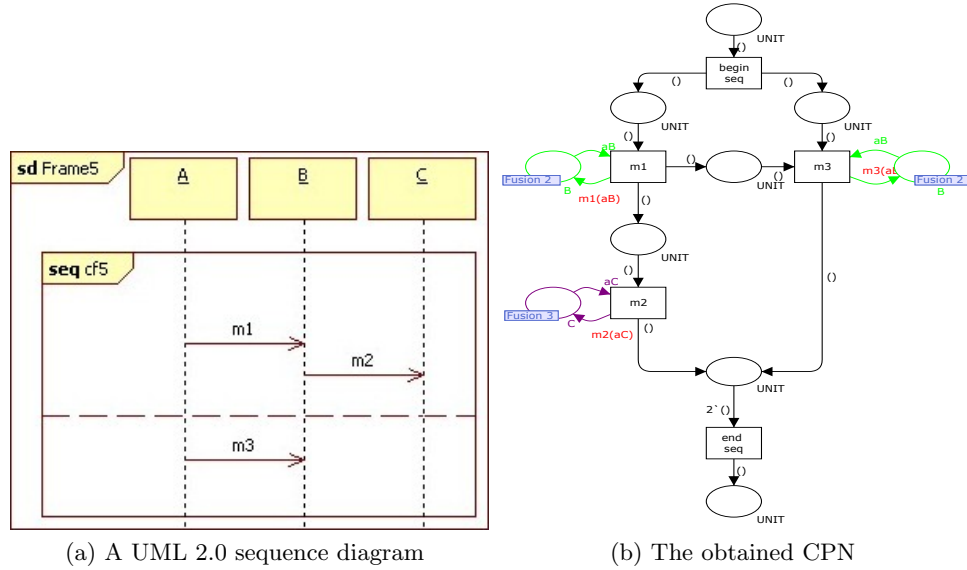 sd Frame5
A
B
C
seq cf5
m1
m2
m3
(a) A UML 2.0 sequence diagram
UNIT
()
begin
seq
()
()
UNIT
UNIT
()
()
aB
m1
()
UNIT
()
m3
aB
Fusion 2
B
m1(aB)
()
m3(aB
Fusion 2
B
UNIT
()
()
aC
m2
Fusion 3
C
m2(aC)
()
UNIT
2`()
end
seq
()
UNIT
(b) The obtained CPN